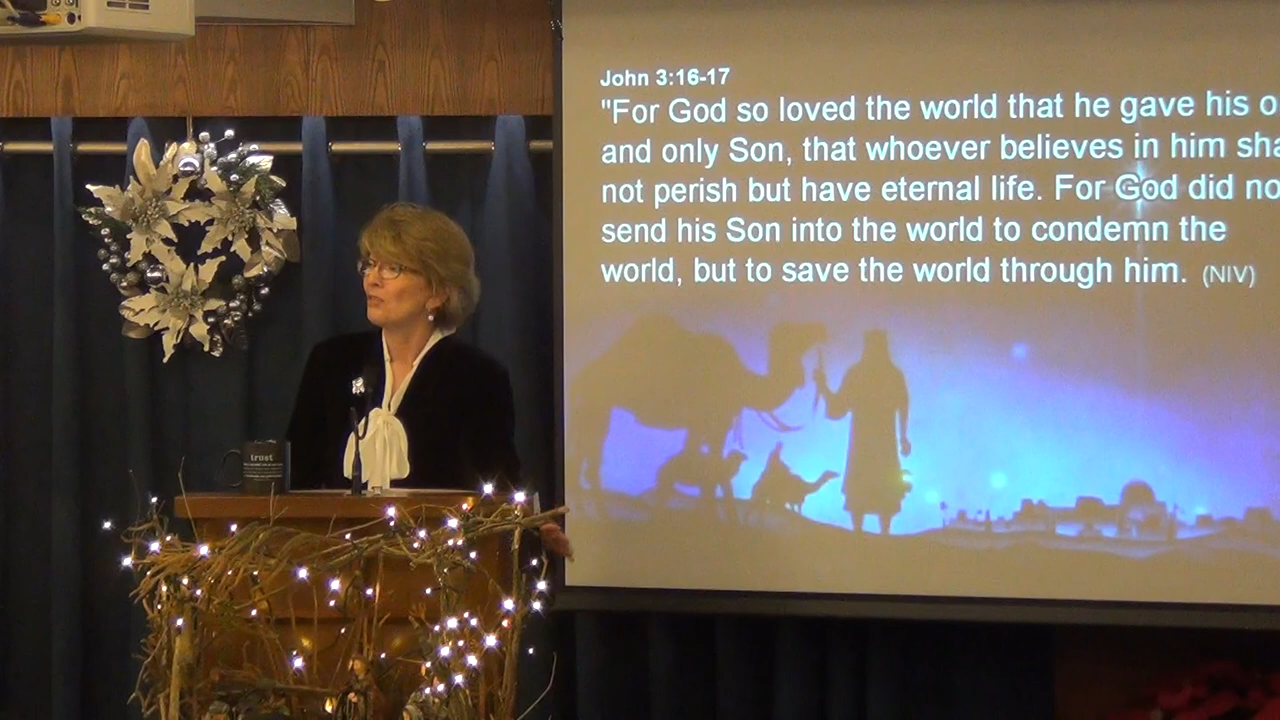 John 3:16-17
"For God so loved the world that he gave his o
and only Son, that whoever believes in him sha
not perish but have eternal life. For God did no
send his Son into the world to condemn the
world, but to save the world through him. (NIV)
trust